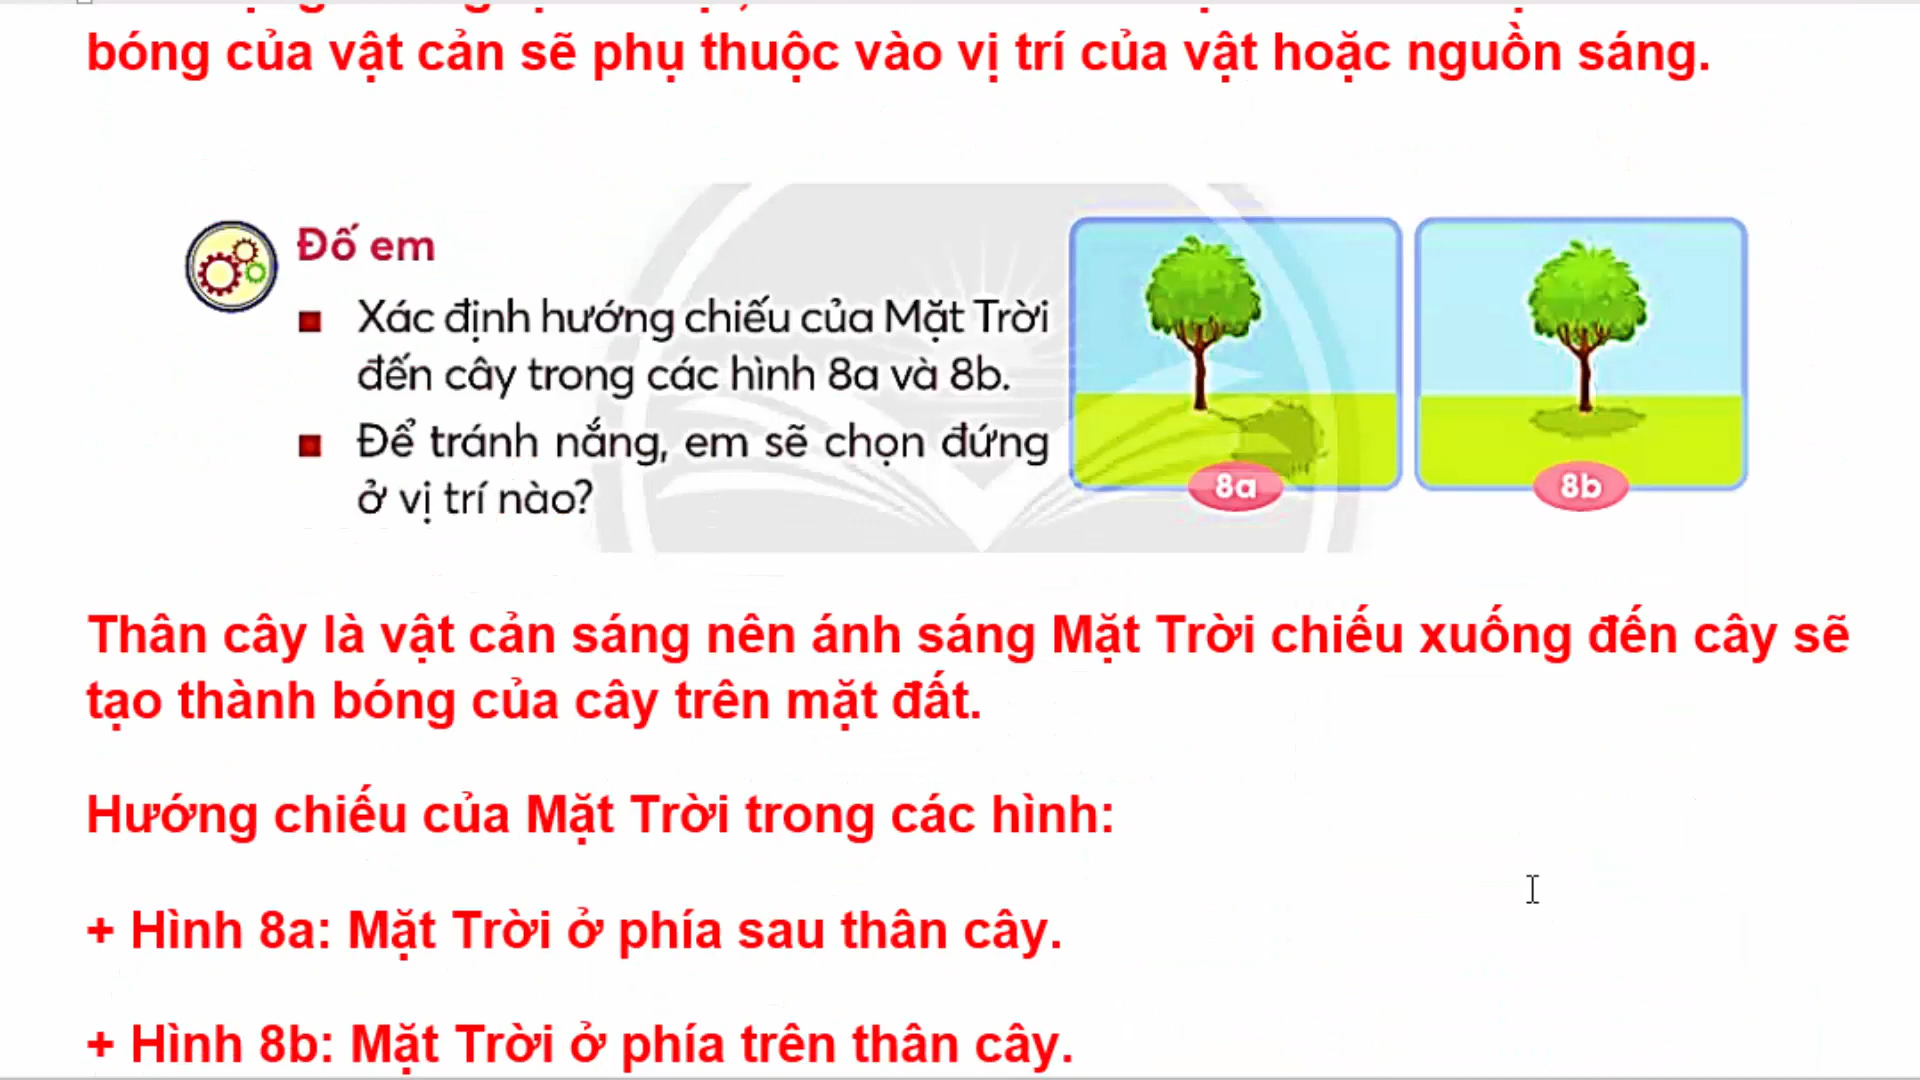 bóng của vật cản sẽ phụ thuộc vào vị trí của vật hoặc nguồn sáng.
Đố em
Xác định hướng chiếu của Mặt Trời
đến cây trong các hình 8a và 8b.
Để tránh nắng, em sẽ chọn đứng
ở vị trí nào?
8a
8b
Thân cây là vật cản sáng nên ánh sáng Mặt Trời chiếu xuống đến cây sẽ
tạo thành bóng của cây trên mặt đất.
Hướng chiếu của Mặt Trời trong các hình:
+ Hình 8a: Mặt Trời ở phía sau thân cây.
+ Hình 8b: Mặt Trời ở phía trên thân cây.